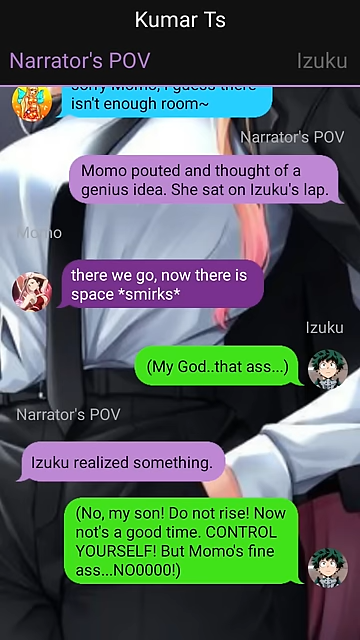 Kumar Ts
Narrator's POV Izuku
sorry Momo, I guess there
isn't enough room~
Narrator's POV
Momo pouted and thought of a
genius idea. She sat on Izuku's lap.
Momo
there we go, now there is
space *smirks*
Izuku
(My God..that ass...)
Narrator's POV
Izuku realized something.
(No, my son! Do not rise! Now
not's a good time. CONTROL
YOURSELF! But Momo's fine
ass...NO0000!)